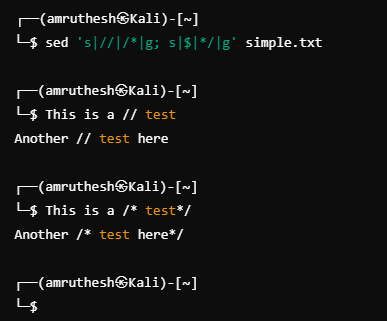 ┌──(amruthesh㉿Kali)-[~]
└─$ sed 's|//|/*|g; s|$|*/|g' simple.txt
┌──(amruthesh㉿Kali)-[~]
└─$ This is a // test
Another // test here
┌──(amruthesh㉿Kali)-[~]
└─$ This is a /* test*/
Another /* test here*/
┌──(amruthesh㉿Kali)-[~]
└─$